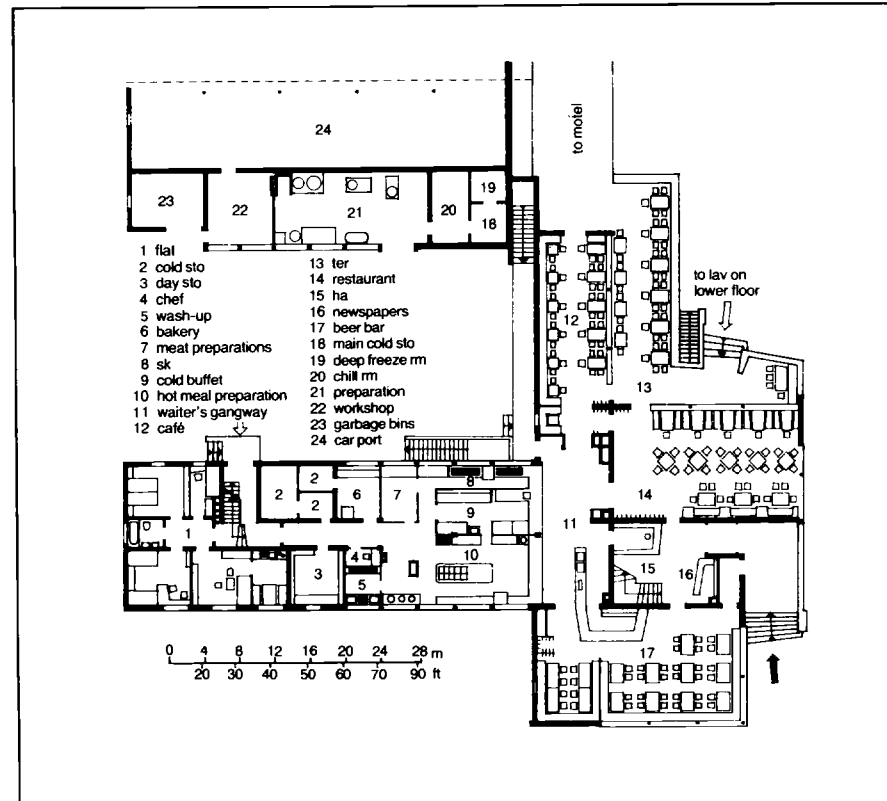 to motel
24
19
23
22
21
20
18
1 flat
2 cold sto
3 day sto
4 chef
5 wash-up
6 bakery
7 meat preparations
8 sk
9 cold buffet
10 hot meal preparation
11 waiter's gangway
12 café
13 ter
14 restaurant
15 ha
16 newspapers
17 beer bar
18 main cold sto
19 deep freeze rm
20 chill rm
21 preparation
22 workshop
23 garbage bins
24 car port
to lav on
lower floor
12
13
2
2
2
6
7
8
9
14
1
11
10
4
3
5
15
16
17
0 4 8 12 16 20 24 28 m
20 30 40 50 60 70 80 90 ft